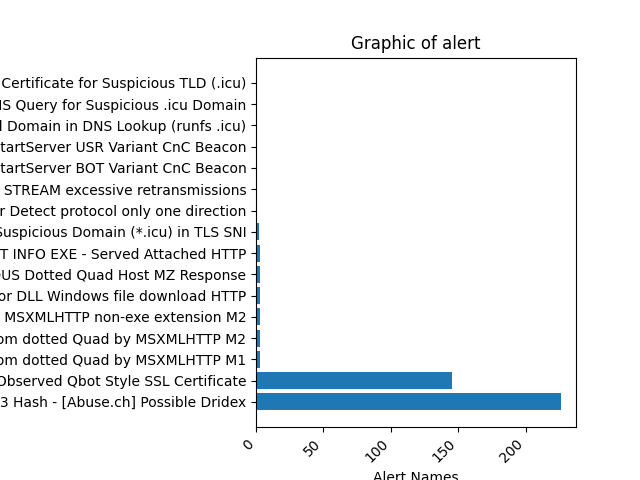 Graphic of alert
Certificate for Suspicious TLD (.icu)
Query for Suspicious .icu Domain
Domain in DNS Lookup (runfs .icu)
tartServer USR Variant CnC Beacon
tartServer BOT Variant CnC Beacon
STREAM excessive retransmissions
r Detect protocol only one direction
Suspicious Domain (*.icu) in TLS SNI
T INFO EXE - Served Attached HTTP
OUS Dotted Quad Host MZ Response
or DLL Windows file download HTTP
MSXMLHTTP non-exe extension M2
om dotted Quad by MSXMLHTTP M2
om dotted Quad by MSXMLHTTP M1
Observed Qbot Style SSL Certificate
3 Hash - [Abuse.ch] Possible Dridex
0 50 100 150 200
Alert Names